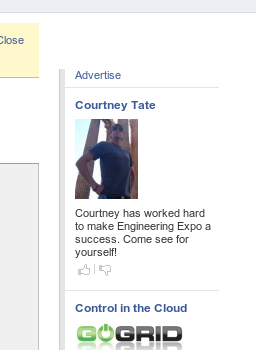 Close
Advertise
Courtney Tate
Courtney has worked hard
to make Engineering Expo a
success. Come see for
yourself!
Control in the Cloud
GOGRID